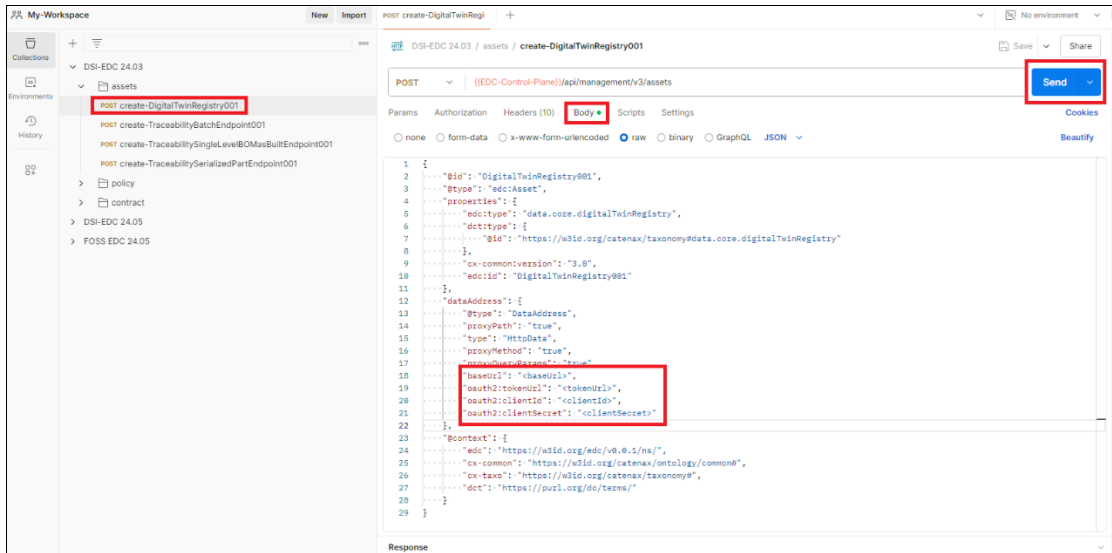 My-Workspace
New Import
POST create-DigitalTwinRegi
No environment
Collections
Environments
History
DSI-EDC 24.03
assets
POST create-DigitalTwinRegistry001
POST create-TraceabilityBatchEndpoint001
POST create-TraceabilitySingleLevelBOMasBuiltEndpoint001
POST create-TraceabilitySerializedPartEndpoint001
policy
contract
DSI-EDC 24.05
FOSS EDC 24.05
HTTP DSI-EDC 24.03 / assets / create-DigitalTwinRegistry001
Save Share
POST {{EDC-Control-Plane}}/api/management/v3/assets
Send
Params Authorization Headers (10) Body Scripts Settings
Cookies
none form-data x-www-form-urlencoded raw binary GraphQL JSON
Beautify
1 {
2 "@id": "DigitalTwinRegistry001",
3 "@type": "edc:Asset",
4 "properties": {
5 "edc:type": "data.core.digitalTwinRegistry",
6 "dct:type": {
7 "@id": "https://w3id.org/catenax/taxonomy#data.core.digitalTwinRegistry"
8 },
9 "cx-common:version": "3.0",
10 "edc:id": "DigitalTwinRegistry001"
11 },
12 "dataAddress": {
13 "@type": "DataAddress",
14 "proxyPath": "true",
15 "type": "HttpData",
16 "proxyMethod": "true",
17 "proxyQueryParams": "true",
18 "baseUrl": "<baseUrl>",
19 "oauth2:tokenUrl": "<tokenUrl>",
20 "oauth2:clientId": "<clientId>",
21 "oauth2:clientSecret": "<clientSecret>"
22 },
23 "@context": {
24 "edc": "https://w3id.org/edc/v0.0.1/ns/",
25 "cx-common": "https://w3id.org/catenax/ontology/common#",
26 "cx-taxo": "https://w3id.org/catenax/taxonomy#",
27 "dct": "https://purl.org/dc/terms/"
28 }
29 }
Response